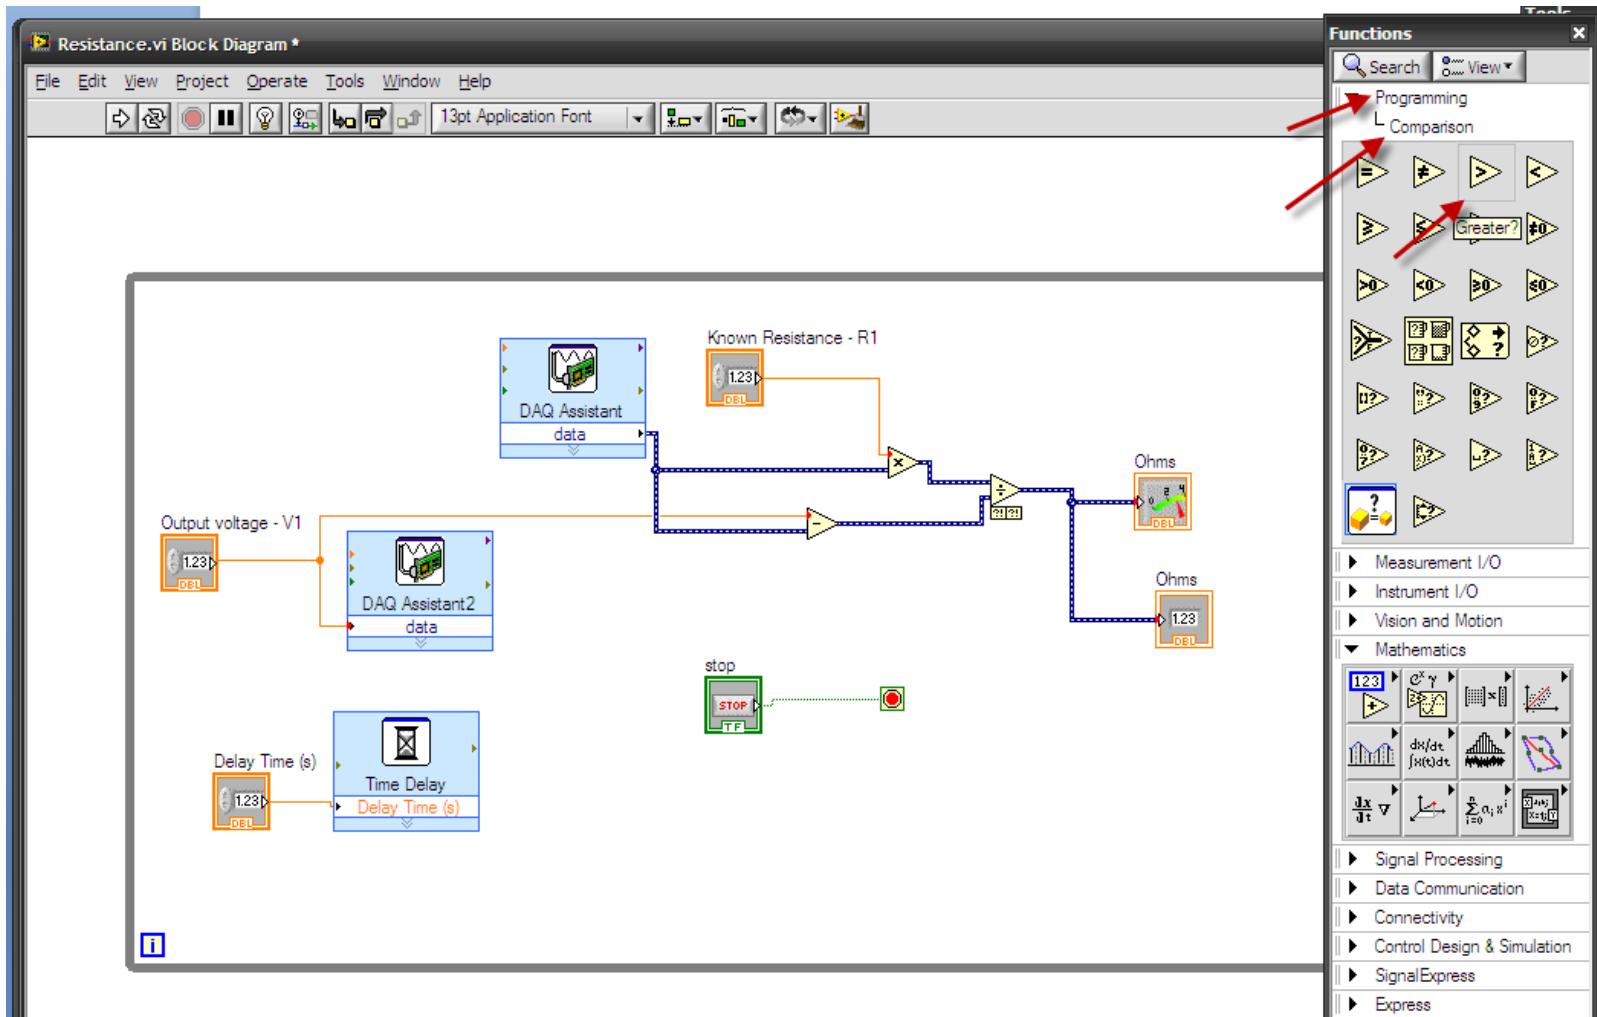 Tools
Resistance.vi Block Diagram *
Functions
File Edit View Project Operate Tools Window Help
Search View
13pt Application Font
Programming
Comparison
Greater?
Known Resistance - R1
1.23
DBL
DAQ Assistant
data
Ohms
DBL
Output voltage - V1
1.23
DBL
DAQ Assistant2
data
Ohms
1.23
DBL
stop
STOP
TF
Delay Time (s)
1.23
DBL
Time Delay
Delay Time (s)
i
Measurement I/O
Instrument I/O
Vision and Motion
Mathematics
123
Signal Processing
Data Communication
Connectivity
Control Design & Simulation
SignalExpress
Express